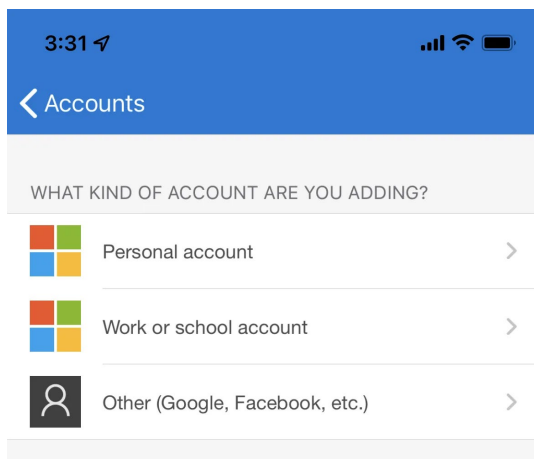 3:31
Accounts
WHAT KIND OF ACCOUNT ARE YOU ADDING?
Personal account
Work or school account
Other (Google, Facebook, etc.)